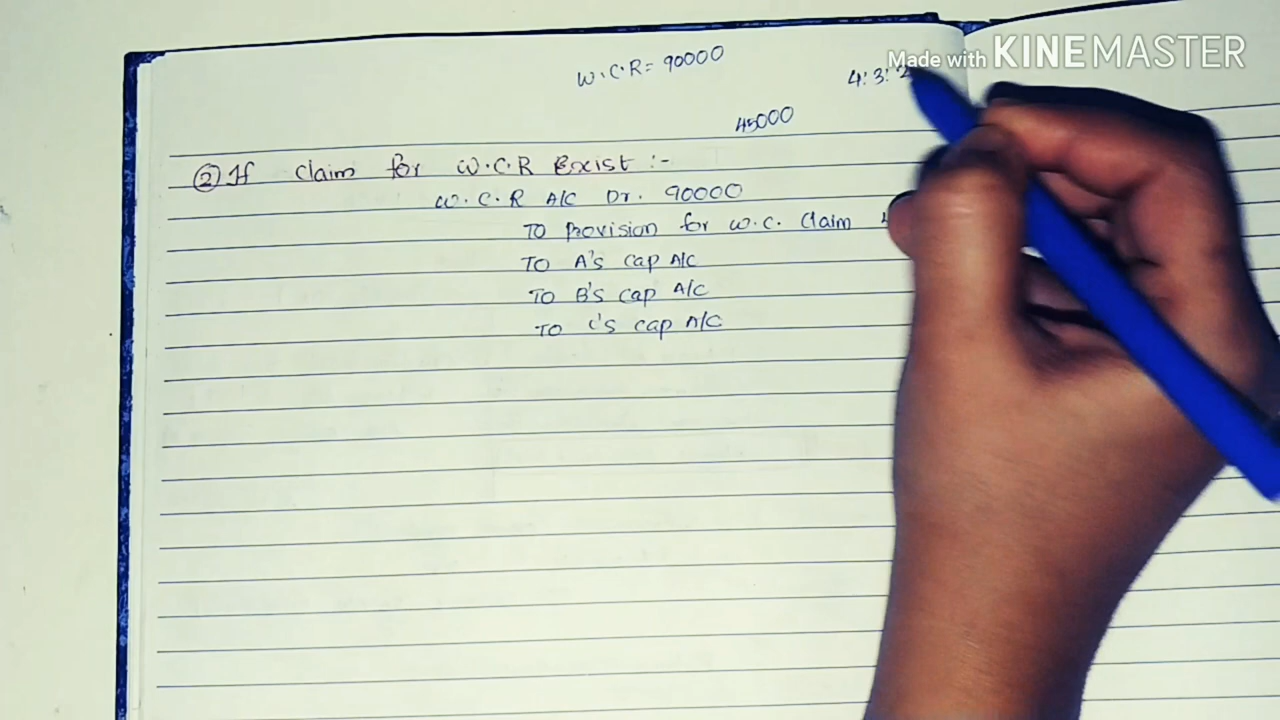 Made with KINEMASTER
W.C.R = 90000
4:3:2
45000
② If claim for W.C.R Exist :-
W.C.R A/C Dr. 90000
TO Provision for W.C. Claim
TO A's cap A/C
TO B's cap A/C
TO C's cap A/C